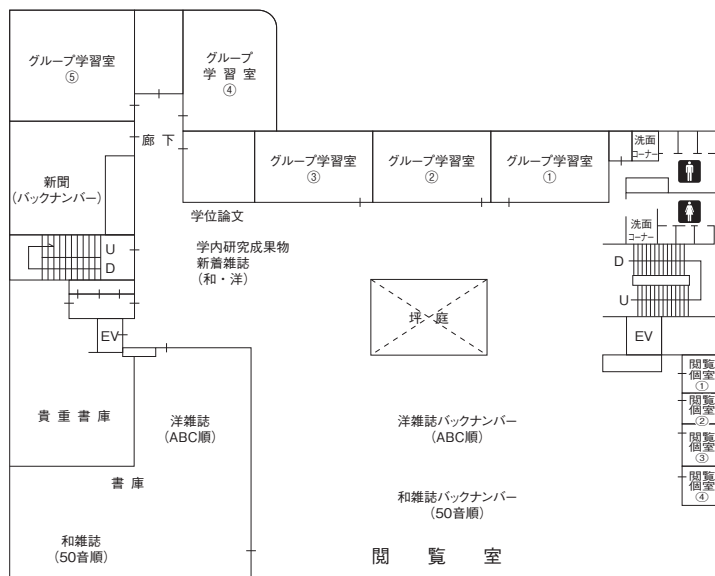 グループ学習室
⑤
グループ
学習室
④
廊下
洗面
コーナー
グループ学習室
③
グループ学習室
②
グループ学習室
①
新聞
(バックナンバー)
学位論文
学内研究成果物
新着雑誌
(和・洋)
洗面
コーナー
U
D
D
U
坪庭
EV
EV
閲覧
個室
①
閲覧
個室
②
閲覧
個室
③
閲覧
個室
④
貴重書庫
洋雑誌
(ABC順)
洋雑誌バックナンバー
(ABC順)
書庫
和雑誌バックナンバー
(50音順)
和雑誌
(50音順)
閲覧室